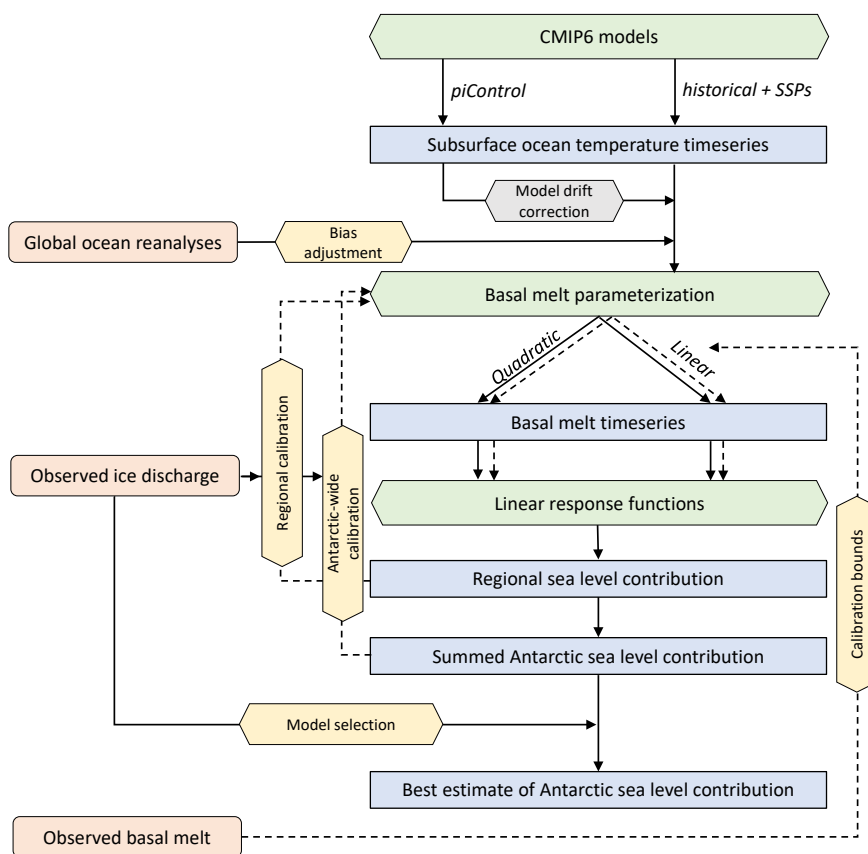 CMIP6 models
piControl
historical + SSPs
Subsurface ocean temperature timeseries
Model drift
correction
Global ocean reanalyses
Bias
adjustment
Basal melt parameterization
Quadratic
Linear
Basal melt timeseries
Observed ice discharge
Regional calibration
Antarctic-wide
calibration
Linear response functions
Regional sea level contribution
Calibration bounds
Summed Antarctic sea level contribution
Model selection
Best estimate of Antarctic sea level contribution
Observed basal melt